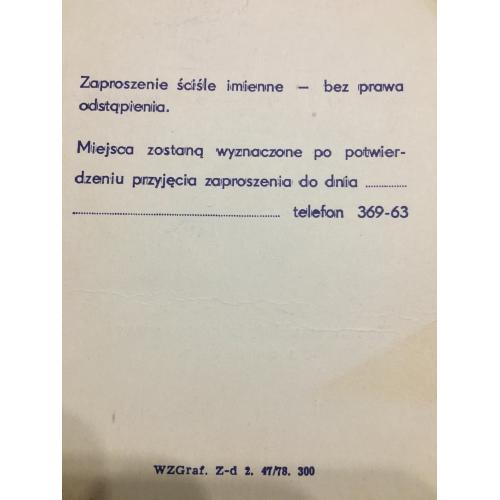 Zaproszenie ściśle imienne — bez prawa
odstąpienia.
Miejsca zostaną wyznaczone po potwier-
dzeniu przyjęcia zaproszenia do dnia ..............
...................................................................... telefon 369-63
WZGraf. Z-d 2. 47/78. 300